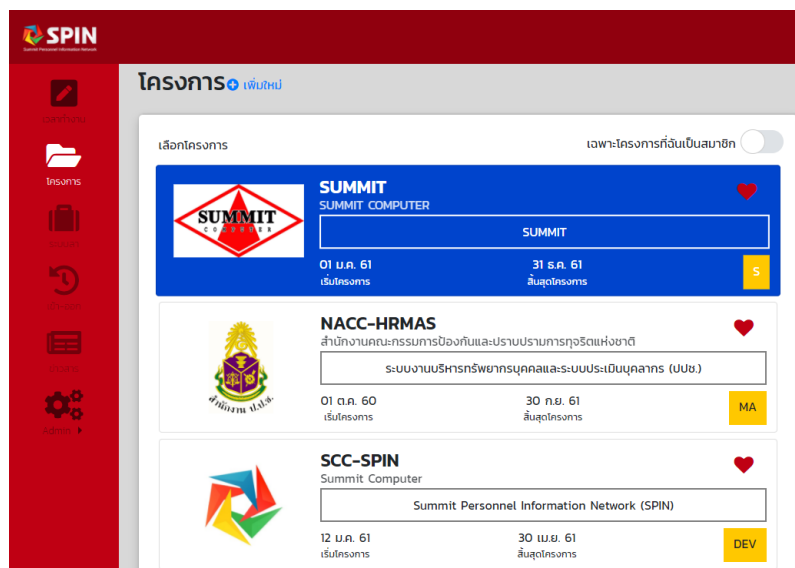 SPIN
Summit Personnel Information Network
โครงการ เพิ่มใหม่
โครงการ
Admin
เลือกโครงการ
เฉพาะโครงการที่ฉันเป็นสมาชิก
SUMMIT
COMPUTER
SUMMIT
SUMMIT COMPUTER
SUMMIT
01 ม.ค. 61
31 ธ.ค. 61
เริ่มโครงการ
สิ้นสุดโครงการ
S
สำนักงาน ป.ป.ช.
NACC-HRMAS
สำนักงานคณะกรรมการป้องกันและปราบปรามการทุจริตแห่งชาติ
ระบบงานบริหารทรัพยากรบุคคลและระบบประเมินบุคลากร (ปปช.)
01 ต.ค. 60
30 ก.ย. 61
เริ่มโครงการ
สิ้นสุดโครงการ
MA
SCC-SPIN
Summit Computer
Summit Personnel Information Network (SPIN)
12 ม.ค. 61
30 เม.ย. 61
เริ่มโครงการ
สิ้นสุดโครงการ
DEV